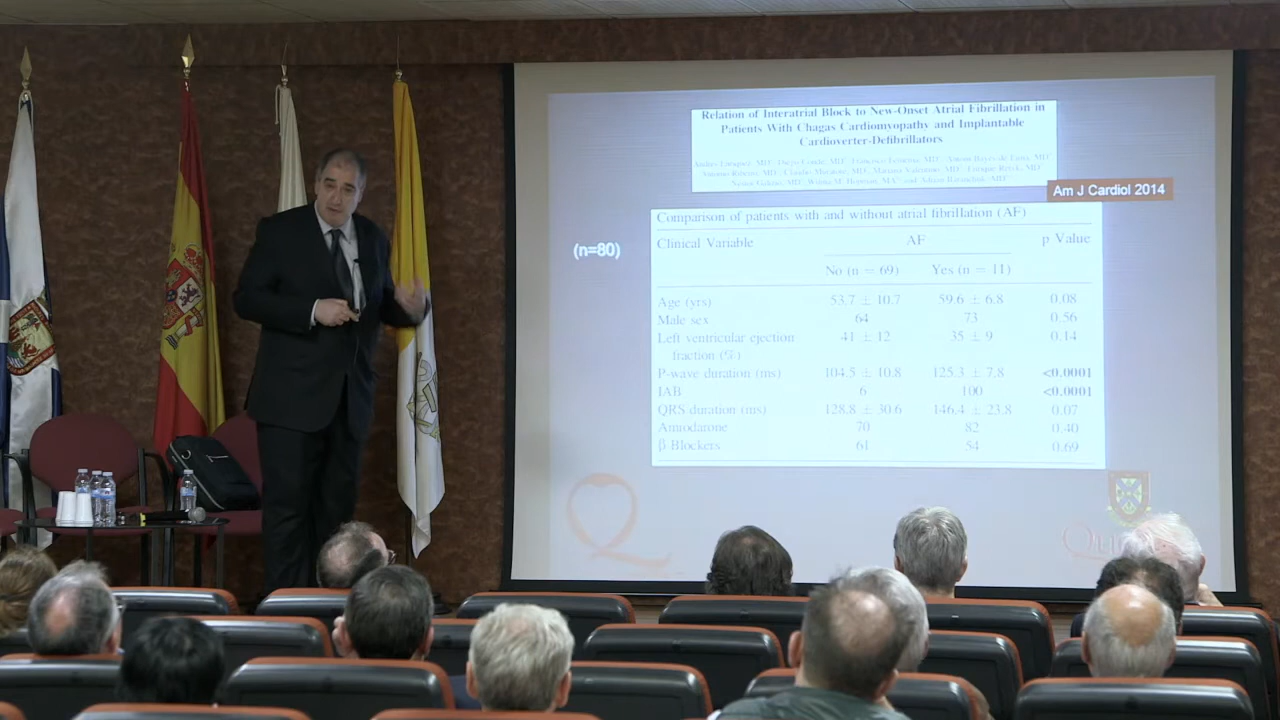 Relation of Interatrial Block to New-Onset Atrial Fibrillation in
Patients With Chagas Cardiomyopathy and Implantable
Cardioverter-Defibrillators
Am J Cardiol 2014
(n=80)
Comparison of patients with and without atrial fibrillation (AF)
Clinical Variable AF p Value
No (n = 69) Yes (n = 11)
Age (yrs) 53.7 ± 10.7 59.6 ± 6.8 0.08
Male sex 64 73 0.56
Left ventricular ejection 41 ± 12 35 ± 9 0.14
fraction (%)
P-wave duration (ms) 104.5 ± 10.8 125.3 ± 7.8 <0.0001
IAB 6 100 <0.0001
QRS duration (ms) 128.8 ± 30.6 146.4 ± 23.8 0.07
Amiodarone 70 82 0.40
β Blockers 61 54 0.69